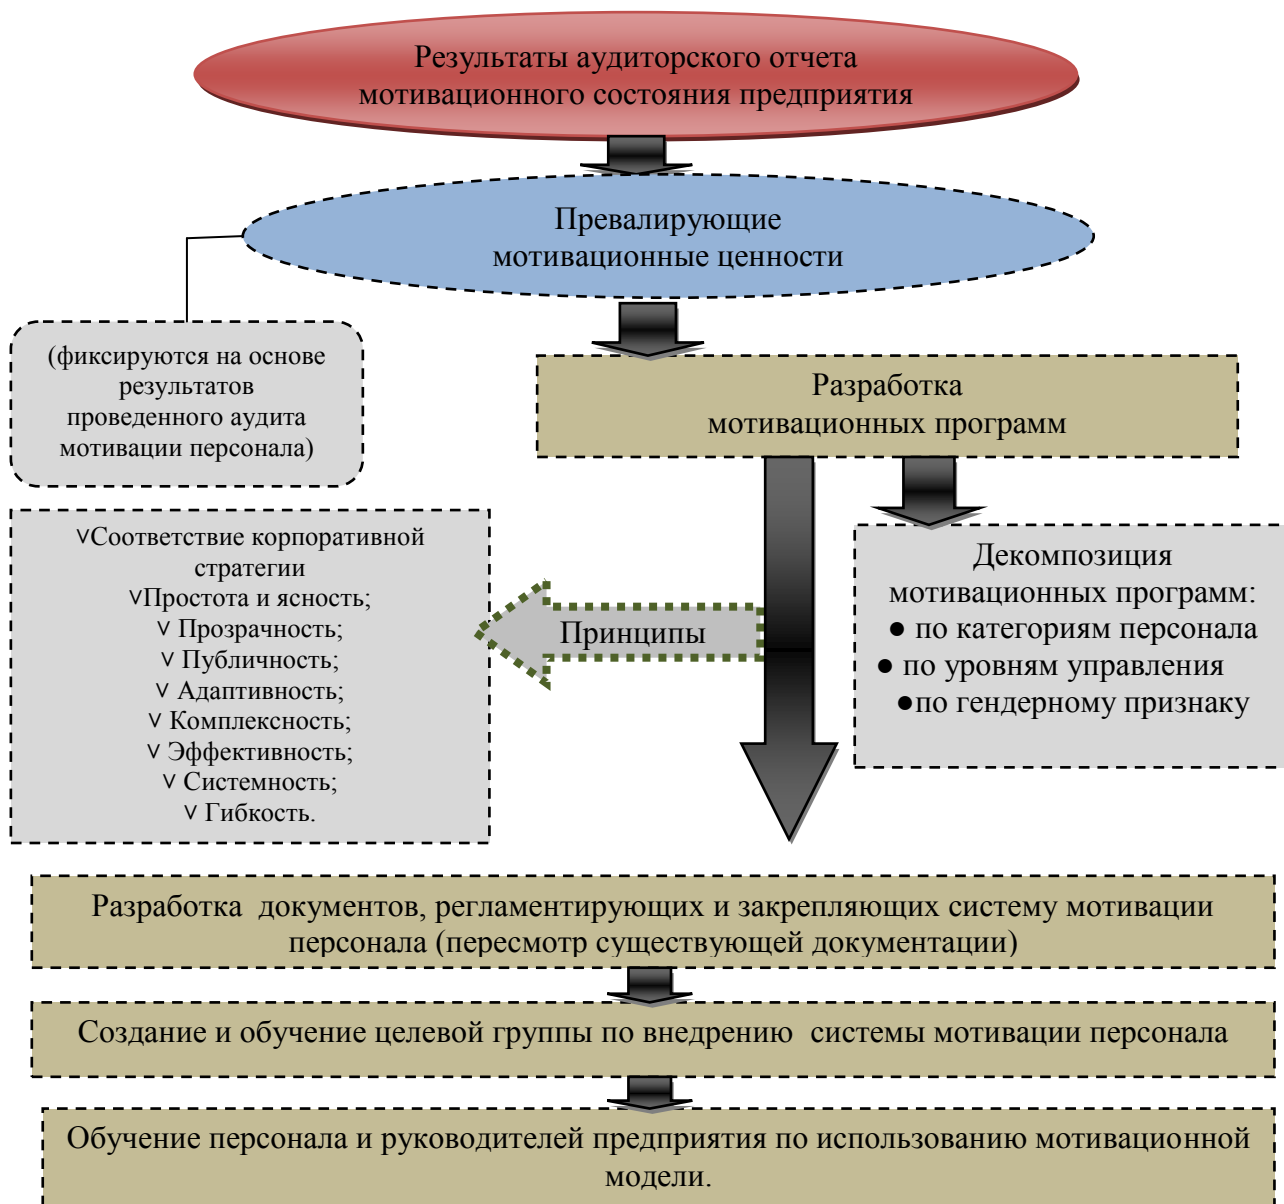 Результаты аудиторского отчета
мотивационного состояния предприятия
Превалирующие
мотивационные ценности
(фиксируются на основе
результатов
проведенного аудита
мотивации персонала)
Разработка
мотивационных программ
˅Соответствие корпоративной
стратегии
˅Простота и ясность;
˅ Прозрачность;
˅ Публичность;
˅ Адаптивность;
˅ Комплексность;
˅ Эффективность;
˅ Системность;
˅ Гибкость.
Принципы
Декомпозиция
мотивационных программ:
● по категориям персонала
● по уровням управления
●по гендерному признаку
Разработка  документов, регламентирующих и закрепляющих систему мотивации
персонала (пересмотр существующей документации)
Создание и обучение целевой группы по внедрению  системы мотивации персонала
Обучение персонала и руководителей предприятия по использованию мотивационной
модели.